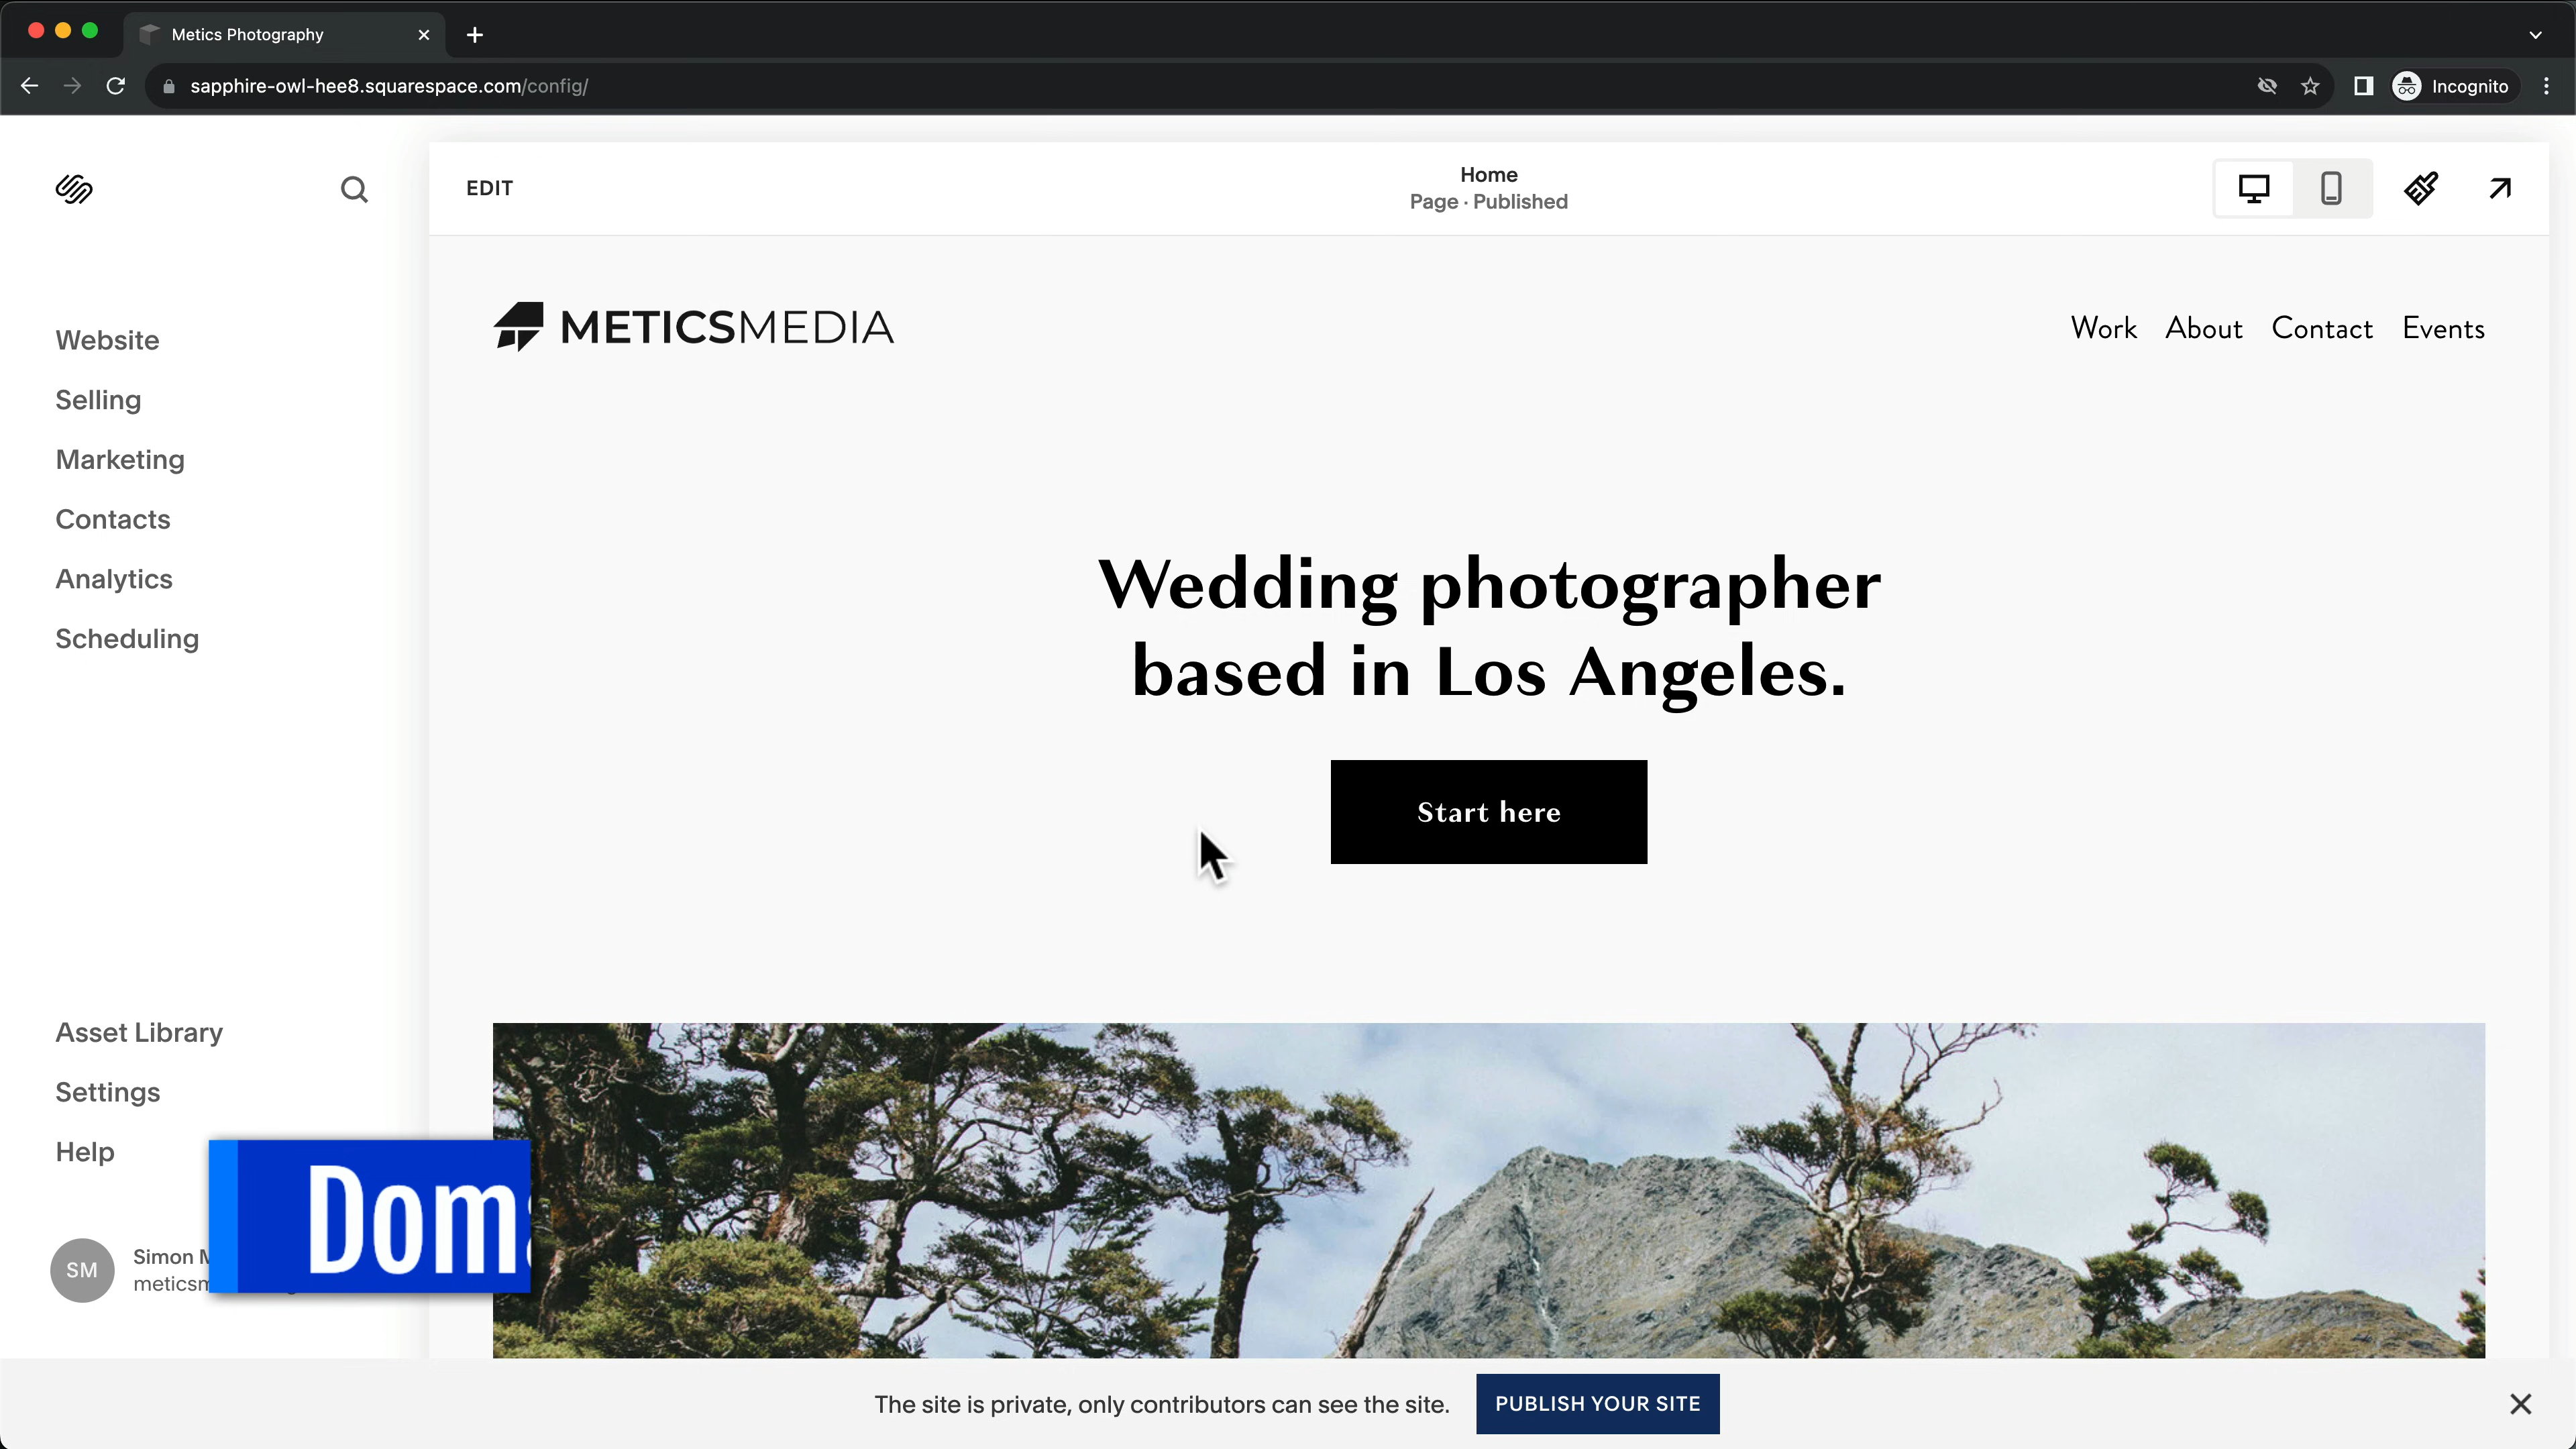 Metics Photography
sapphire-owl-hee8.squarespace.com/config/
Incognito
EDIT
Home
Page · Published
METICSMEDIA
Work About Contact Events
Website
Selling
Marketing
Contacts
Analytics
Scheduling
Wedding photographer
based in Los Angeles.
Start here
Asset Library
Settings
Help
SM
Simon
The site is private, only contributors can see the site.
PUBLISH YOUR SITE